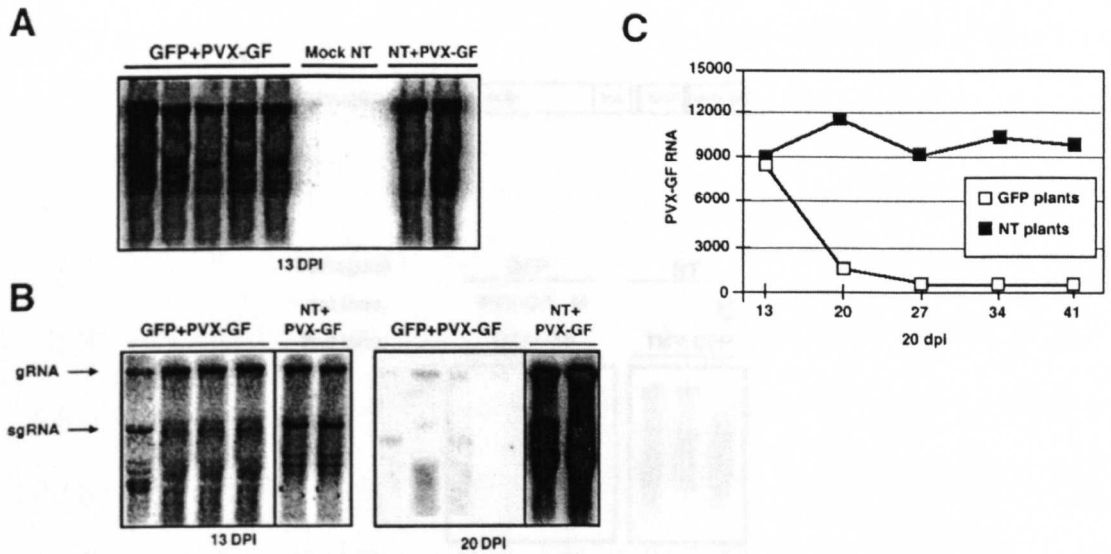 A
GFP+PVX-GF Mock NT NT+PVX-GF
13 DPI
B
GFP+PVX-GF NT+ PVX-GF
GFP+PVX-GF NT+ PVX-GF
gRNA
sgRNA
13 DPI
20 DPI
C
PVX-GF RNA
15000
12000
9000
6000
3000
0
GFP plants
NT plants
13 20 27 34 41
20 dpi